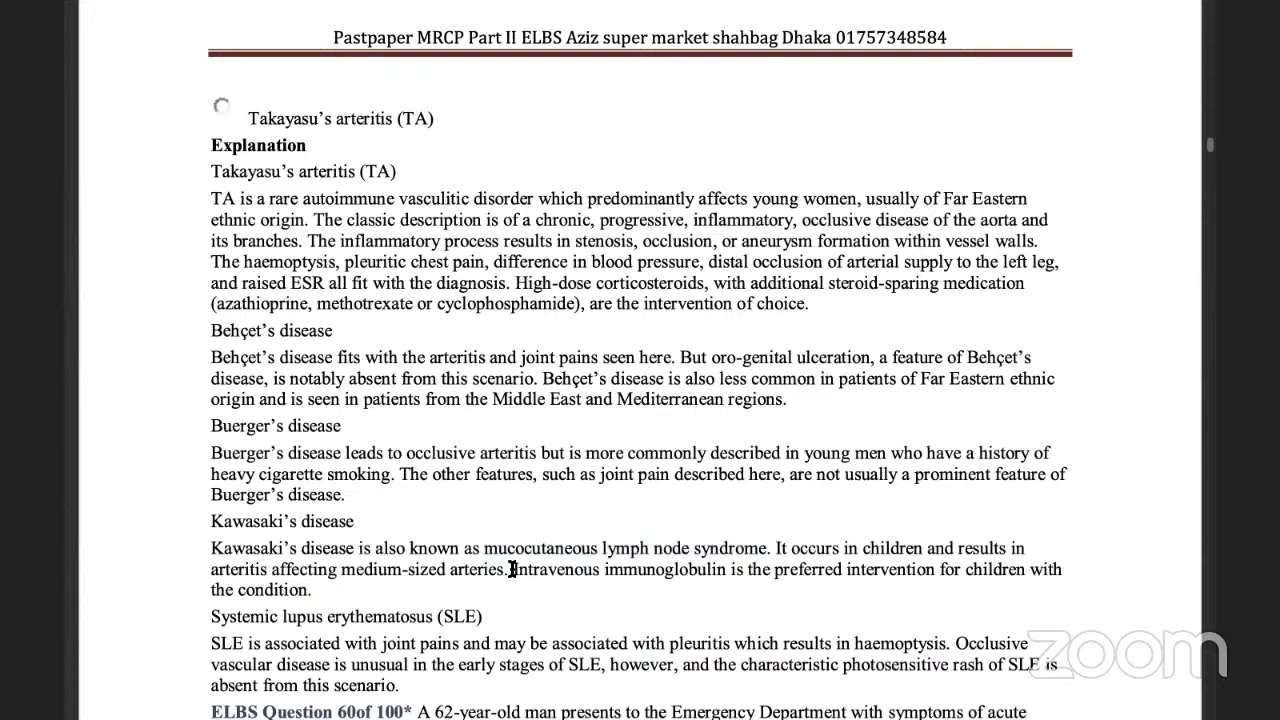 Pastpaper MRCP Part II ELBS Aziz super market shahbag Dhaka 01757348584
Takayasu’s arteritis (TA)
Explanation
Takayasu’s arteritis (TA)
TA is a rare autoimmune vasculitic disorder which predominantly affects young women, usually of Far Eastern
ethnic origin. The classic description is of a chronic, progressive, inflammatory, occlusive disease of the aorta and
its branches. The inflammatory process results in stenosis, occlusion, or aneurysm formation within vessel walls.
The haemoptysis, pleuritic chest pain, difference in blood pressure, distal occlusion of arterial supply to the left leg,
and raised ESR all fit with the diagnosis. High-dose corticosteroids, with additional steroid-sparing medication
(azathioprine, methotrexate or cyclophosphamide), are the intervention of choice.
Behçet’s disease
Behçet’s disease fits with the arteritis and joint pains seen here. But oro-genital ulceration, a feature of Behçet’s
disease, is notably absent from this scenario. Behçet’s disease is also less common in patients of Far Eastern ethnic
origin and is seen in patients from the Middle East and Mediterranean regions.
Buerger’s disease
Buerger’s disease leads to occlusive arteritis but is more commonly described in young men who have a history of
heavy cigarette smoking. The other features, such as joint pain described here, are not usually a prominent feature of
Buerger’s disease.
Kawasaki’s disease
Kawasaki’s disease is also known as mucocutaneous lymph node syndrome. It occurs in children and results in
arteritis affecting medium-sized arteries. Intravenous immunoglobulin is the preferred intervention for children with
the condition.
Systemic lupus erythematosus (SLE)
SLE is associated with joint pains and may be associated with pleuritis which results in haemoptysis. Occlusive
vascular disease is unusual in the early stages of SLE, however, and the characteristic photosensitive rash of SLE is
absent from this scenario.
zoom
ELBS Question 60of 100* A 62-year-old man presents to the Emergency Department with symptoms of acute